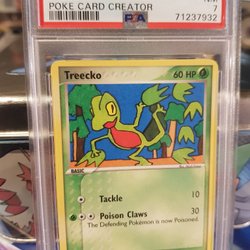 POKE CARD CREATOR
NM
7
PSA
71237932
Treecko
60 HP
BASIC
Tackle 10
Poison Claws 30
The Defending Pokémon is now Poisoned.